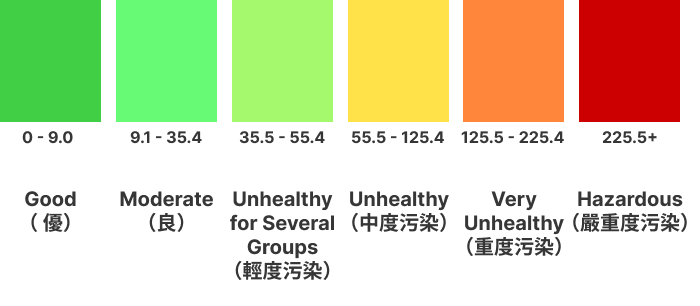 0 - 9.0
9.1 - 35.4
35.5 - 55.4
55.5 - 125.4
125.5 - 225.4
225.5+
Good
（優）
Moderate
（良）
Unhealthy
for Several
Groups
（輕度污染）
Unhealthy
（中度污染）
Very
Unhealthy
（重度污染）
Hazardous
（嚴重度污染）